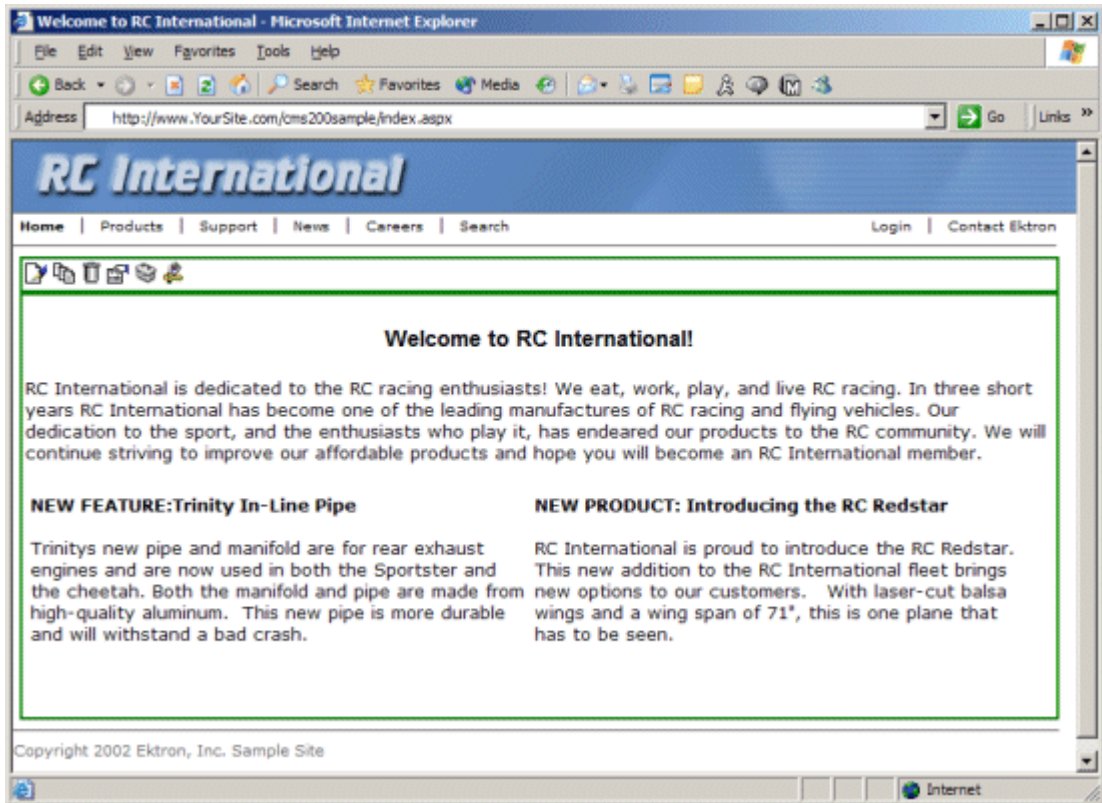 Welcome to RC International - Microsoft Internet Explorer
File Edit View Favorites Tools Help
Back Search Favorites Media
Address http://www.YourSite.com/cms200sample/index.aspx Go Links »
RC International
Home | Products | Support | News | Careers | Search Login | Contact Ektron
Welcome to RC International!
RC International is dedicated to the RC racing enthusiasts! We eat, work, play, and live RC racing. In three short
years RC International has become one of the leading manufactures of RC racing and flying vehicles. Our
dedication to the sport, and the enthusiasts who play it, has endeared our products to the RC community. We will
continue striving to improve our affordable products and hope you will become an RC International member.
NEW FEATURE:Trinity In-Line Pipe
Trinitys new pipe and manifold are for rear exhaust
engines and are now used in both the Sportster and
the cheetah. Both the manifold and pipe are made from
high-quality aluminum. This new pipe is more durable
and will withstand a bad crash.
NEW PRODUCT: Introducing the RC Redstar
RC International is proud to introduce the RC Redstar.
This new addition to the RC International fleet brings
new options to our customers. With laser-cut balsa
wings and a wing span of 71", this is one plane that
has to be seen.
Copyright 2002 Ektron, Inc. Sample Site
Internet